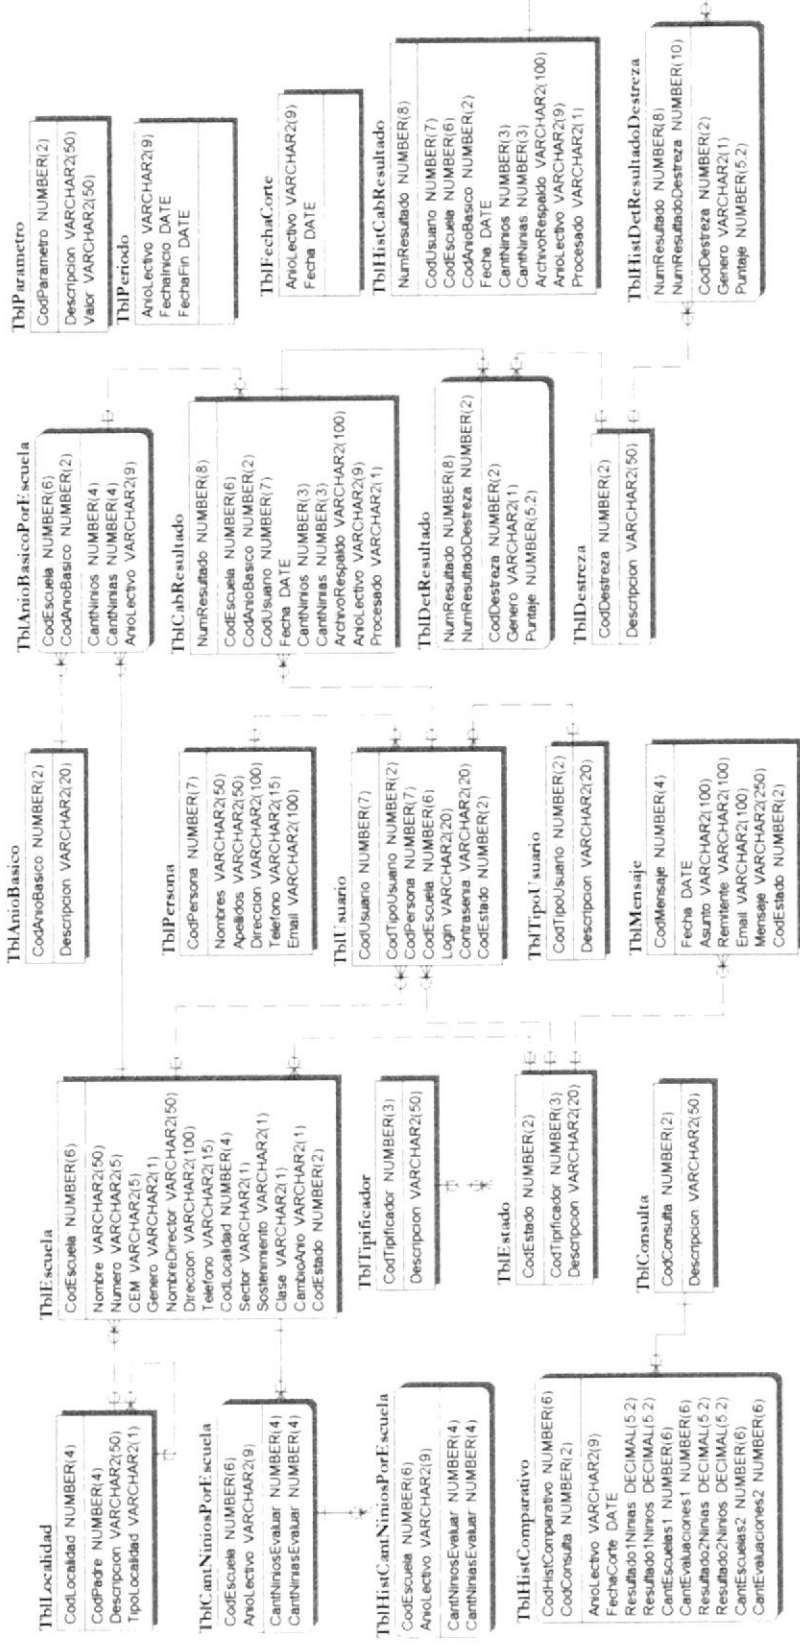 TblLocalidad
CodLocalidad NUMBER(4)
CodPadre NUMBER(4)
Descripcion VARCHAR2(50)
TipoLocalidad VARCHAR2(1)
TblCantNiniosPorEscuela
CodEscuela NUMBER(6)
AnioLectivo VARCHAR2(9)
CantNiniosEvaluar NUMBER(4)
CantNiniasEvaluar NUMBER(4)
TblHistCantNiniosPorEscuela
CodEscuela NUMBER(6)
AnioLectivo VARCHAR2(9)
CantNiniosEvaluar NUMBER(4)
CantNiniasEvaluar NUMBER(4)
TblHistComparativo
CodHistComparativo NUMBER(6)
CodConsulta NUMBER(2)
AnioLectivo VARCHAR2(9)
FechaCorte DATE
Resultado1Ninias DECIMAL(5.2)
Resultado1Ninios DECIMAL(5.2)
CantEscuelas1 NUMBER(6)
CantEvaluaciones1 NUMBER(6)
Resultado2Ninias DECIMAL(5.2)
Resultado2Ninios DECIMAL(5.2)
CantEscuelas2 NUMBER(6)
CantEvaluaciones2 NUMBER(6)
TblEscuela
CodEscuela NUMBER(6)
Nombre VARCHAR2(50)
Numero VARCHAR2(5)
CEM VARCHAR2(5)
Genero VARCHAR2(1)
NombreDirector VARCHAR2(50)
Direccion VARCHAR2(100)
Telefono VARCHAR2(15)
CodLocalidad NUMBER(4)
Sector VARCHAR2(1)
Sostenimiento VARCHAR2(1)
Clase VARCHAR2(1)
CambioAnio VARCHAR2(1)
CodEstado NUMBER(2)
TblTipificador
CodTipificador NUMBER(3)
Descripcion VARCHAR2(50)
TblEstado
CodEstado NUMBER(2)
CodTipificador NUMBER(3)
Descripcion VARCHAR2(20)
TblConsulta
CodConsulta NUMBER(2)
Descripcion VARCHAR2(50)
TblAnioBasico
CodAnioBasico NUMBER(2)
Descripcion VARCHAR2(20)
TblPersona
CodPersona NUMBER(7)
Nombres VARCHAR2(50)
Apellidos VARCHAR2(50)
Direccion VARCHAR2(100)
Telefono VARCHAR2(15)
Email VARCHAR2(100)
TblUsuario
CodUsuario NUMBER(7)
CodTipoUsuario NUMBER(2)
CodPersona NUMBER(7)
CodEscuela NUMBER(6)
Login VARCHAR2(20)
Contrasenia VARCHAR2(20)
CodEstado NUMBER(2)
TblTipoUsuario
CodTipoUsuario NUMBER(2)
Descripcion VARCHAR2(20)
TblMensaje
CodMensaje NUMBER(4)
Fecha DATE
Asunto VARCHAR2(100)
Remitente VARCHAR2(100)
Email VARCHAR2(100)
Mensaje VARCHAR2(250)
CodEstado NUMBER(2)
TblAnioBasicoPorEscuela
CodEscuela NUMBER(6)
CodAnioBasico NUMBER(2)
CantNinios NUMBER(4)
CantNinias NUMBER(4)
AnioLectivo VARCHAR2(9)
TblCabResultado
NumResultado NUMBER(8)
CodEscuela NUMBER(6)
CodAnioBasico NUMBER(2)
CodUsuario NUMBER(7)
Fecha DATE
CantNinios NUMBER(3)
CantNinias NUMBER(3)
ArchivoRespaldo VARCHAR2(100)
AnioLectivo VARCHAR2(9)
Procesado VARCHAR2(1)
TblDetResultado
NumResultado NUMBER(8)
NumResultadoDestreza NUMBER(2)
CodDestreza NUMBER(2)
Genero VARCHAR2(1)
Puntaje NUMBER(5.2)
TblDestreza
CodDestreza NUMBER(2)
Descripcion VARCHAR2(50)
TblParametro
CodParametro NUMBER(2)
Descripcion VARCHAR2(50)
Valor VARCHAR2(50)
TblPeriodo
AnioLectivo VARCHAR2(9)
FechaInicio DATE
FechaFin DATE
TblFechaCorte
AnioLectivo VARCHAR2(9)
Fecha DATE
TblHistCabResultado
NumResultado NUMBER(8)
CodUsuario NUMBER(7)
CodEscuela NUMBER(6)
CodAnioBasico NUMBER(2)
Fecha DATE
CantNinios NUMBER(3)
CantNinias NUMBER(3)
ArchivoRespaldo VARCHAR2(100)
AnioLectivo VARCHAR2(9)
Procesado VARCHAR2(1)
TblHistDetResultadoDestreza
NumResultado NUMBER(8)
NumResultadoDestreza NUMBER(10)
CodDestreza NUMBER(2)
Genero VARCHAR2(1)
Puntaje NUMBER(5.2)